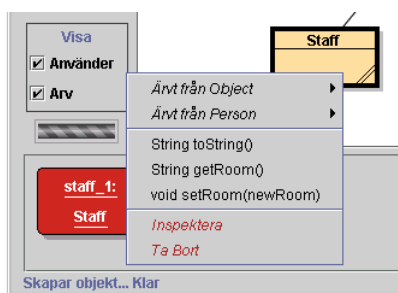 Visa
Staff
Använder
Arv
Ärvt från Object
Ärvt från Person
String toString()
String getRoom()
void setRoom(newRoom)
Inspektera
Ta Bort
staff_1:
Staff
Skapar objekt... Klar